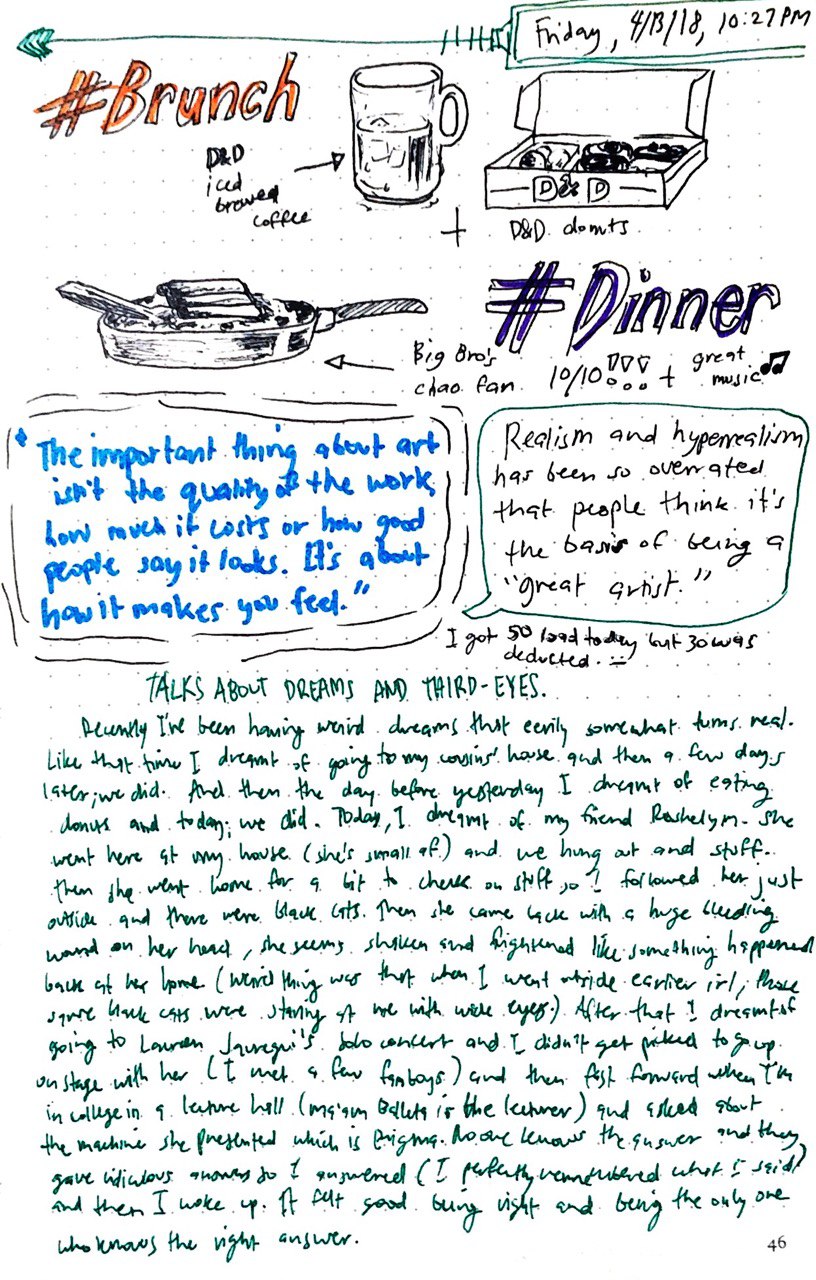 Friday, 4/13/18, 10:27 PM
#Brunch
D&D
iced
brewed
coffee
D&D
+
D&D donuts
#Dinner
Big Bro's
chao fan.
10/10 !!! +
great
music ♫
"The important thing about art
isn't the quality of the work,
how much it costs or how good
people say it looks. It's about
how it makes you feel."
Realism and hyperrealism
has been so overrated
that people think it's
the basis of being a
"great artist."
I got 50 load today but 30 was
deducted. :-
TALKS ABOUT DREAMS AND THIRD-EYES.
Recently I've been having weird dreams that eerily somewhat turns real.
Like that time I dreamt of going to my cousins' house and then a few days
later, we did. And then the day before yesterday I dreamt of eating
donuts and today; we did. Today, I dreamt of my friend Roshelyn. She
went here at my house (she's small af) and we hung out and stuff.
Then she went home for a bit to check on stuff so I followed her just
outside and there were black cats. Then she came back with a huge bleeding
wound on her head, she seems shaken and frightened like something happened
back at her home (weird thing was that when I went outside earlier irl, those
same black cats were staring at me with wide eyes.) After that I dreamt of
going to Lauren Jauregui's solo concert and I didn't get picked to go up
on stage with her (I met a few fanboys) and then fast forward when I'm
in college in a lecture hall (ma'am Balleta is the lecturer) and asked about
the machine she presented which is Enigma. No one knows the answer and they
gave ridiculous answers so I answered (I perfectly remembered what I said)
and then I woke up. It felt good being right and being the only one
who knows the right answer.
46